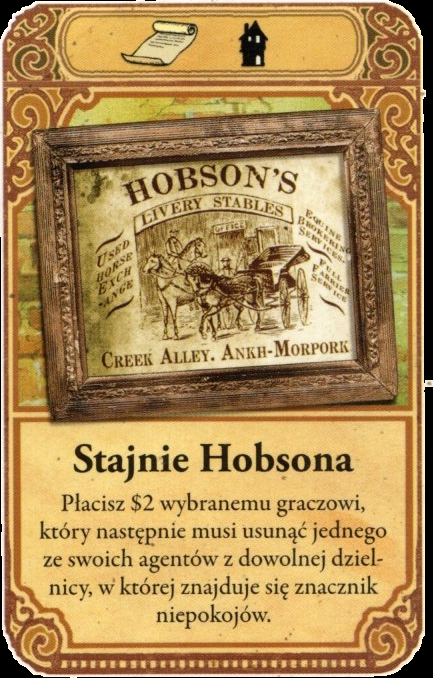 HOBSON'S
LIVERY STABLES
OFFICE
USED
HORSE
EXCH
-ANGE
EQUINE
BROKERING
SERVICES.
FULL
FARRIER
SERVICE
CREEK ALLEY. ANKH-MORPORK
Stajnie Hobsona
Płacisz $2 wybranemu graczowi,
który następnie musi usunąć jednego
ze swoich agentów z dowolnej dziel-
nicy, w której znajduje się znacznik
niepokojów.